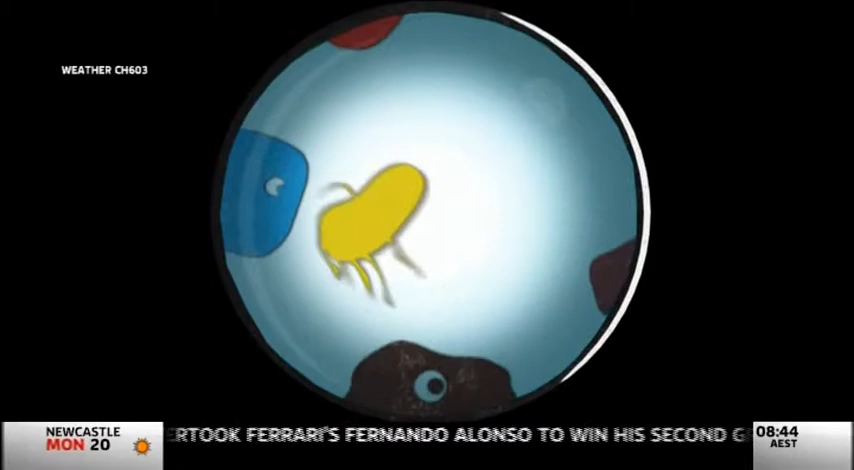 WEATHER CH603
NEWCASTLE
MON 20
ERTOOK FERRARI'S FERNANDO ALONSO TO WIN HIS SECOND
08:44
AEST